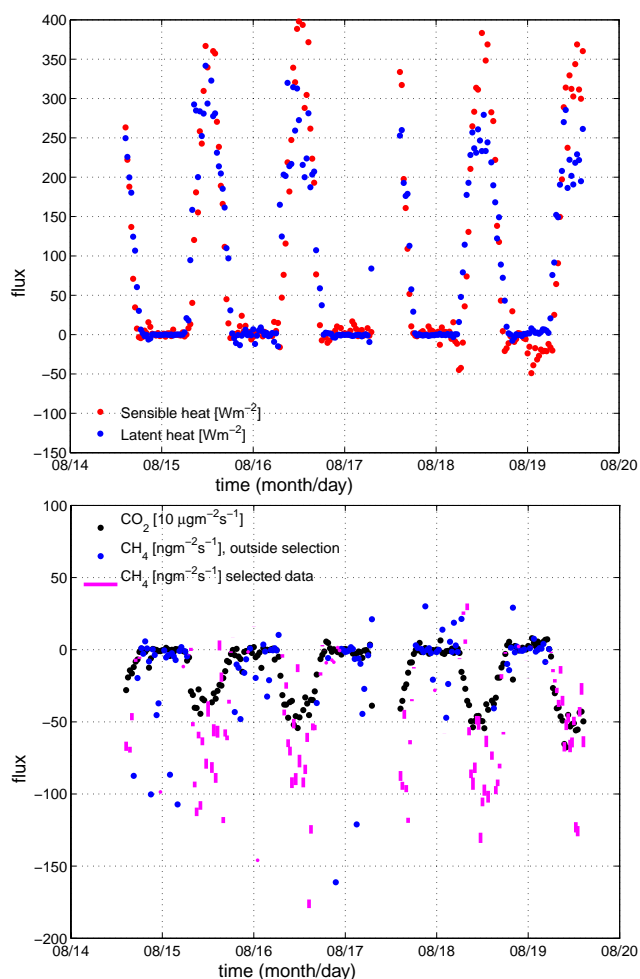 400
350
300
250
200
150
100
50
0
−50
−100
−150
flux
Sensible heat [Wm⁻²]
Latent heat [Wm⁻²]
08/14 08/15 08/16 08/17 08/18 08/19 08/20
time (month/day)
100
50
0
−50
−100
−150
−200
flux
CO₂ [10 μgm⁻²s⁻¹]
CH₄ [ngm⁻²s⁻¹], outside selection
CH₄ [ngm⁻²s⁻¹] selected data
08/14 08/15 08/16 08/17 08/18 08/19 08/20
time (month/day)